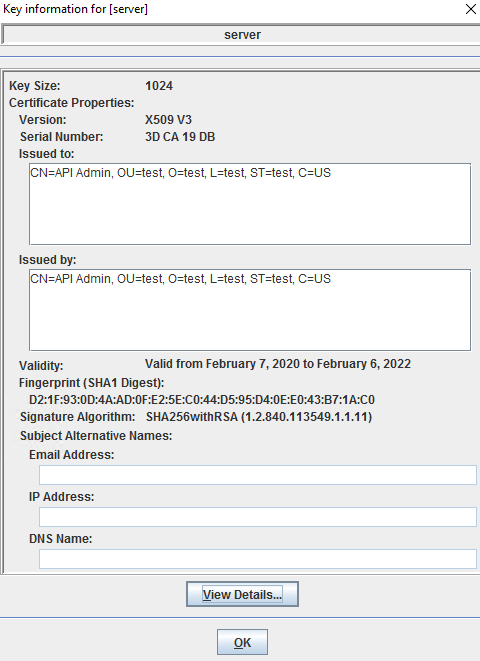 Key information for [server]
server
Key Size: 1024
Certificate Properties:
Version: X509 V3
Serial Number: 3D CA 19 DB
Issued to:
CN=API Admin, OU=test, O=test, L=test, ST=test, C=US
Issued by:
CN=API Admin, OU=test, O=test, L=test, ST=test, C=US
Validity: Valid from February 7, 2020 to February 6, 2022
Fingerprint (SHA1 Digest):
D2:1F:93:0D:4A:AD:0F:E2:5E:C0:44:D5:95:D4:0E:E0:43:B7:1A:C0
Signature Algorithm: SHA256withRSA (1.2.840.113549.1.1.11)
Subject Alternative Names:
Email Address:
IP Address:
DNS Name:
View Details...
OK